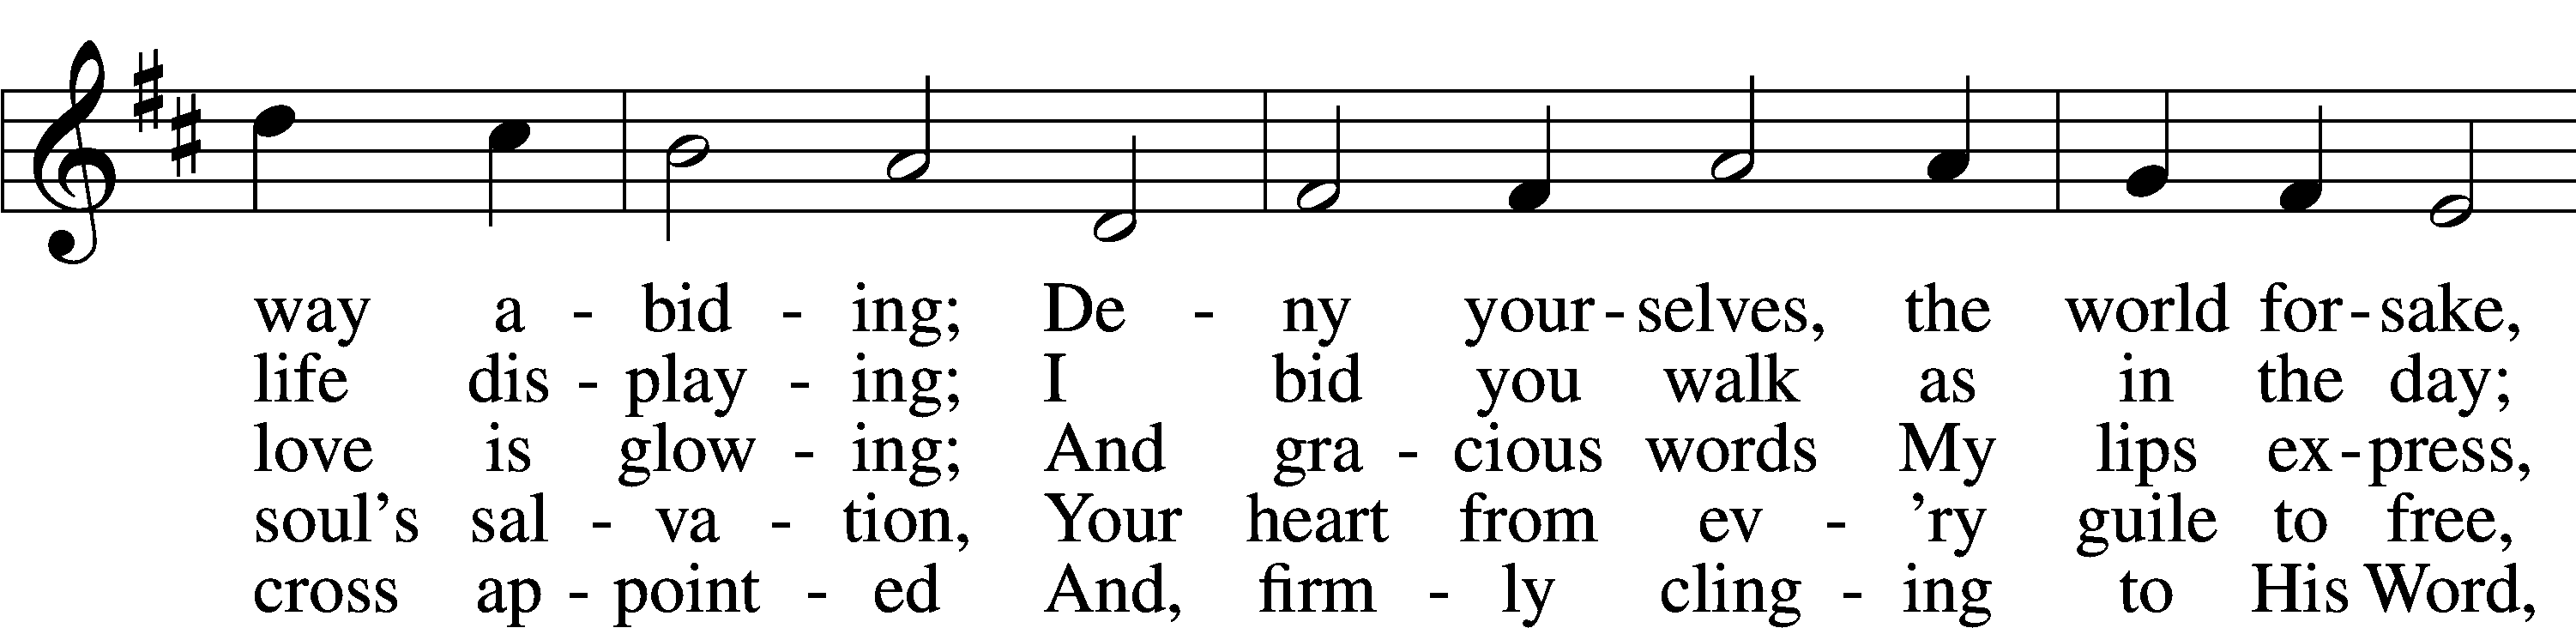 way a - bid - ing; De - ny your - selves, the world for - sake,
life dis - play - ing; I bid you walk as in the day;
love is glow - ing; And gra - cious words My lips ex - press,
soul's sal - va - tion, Your heart from ev - 'ry guile to free,
cross ap - point - ed And, firm - ly cling - ing to His Word,